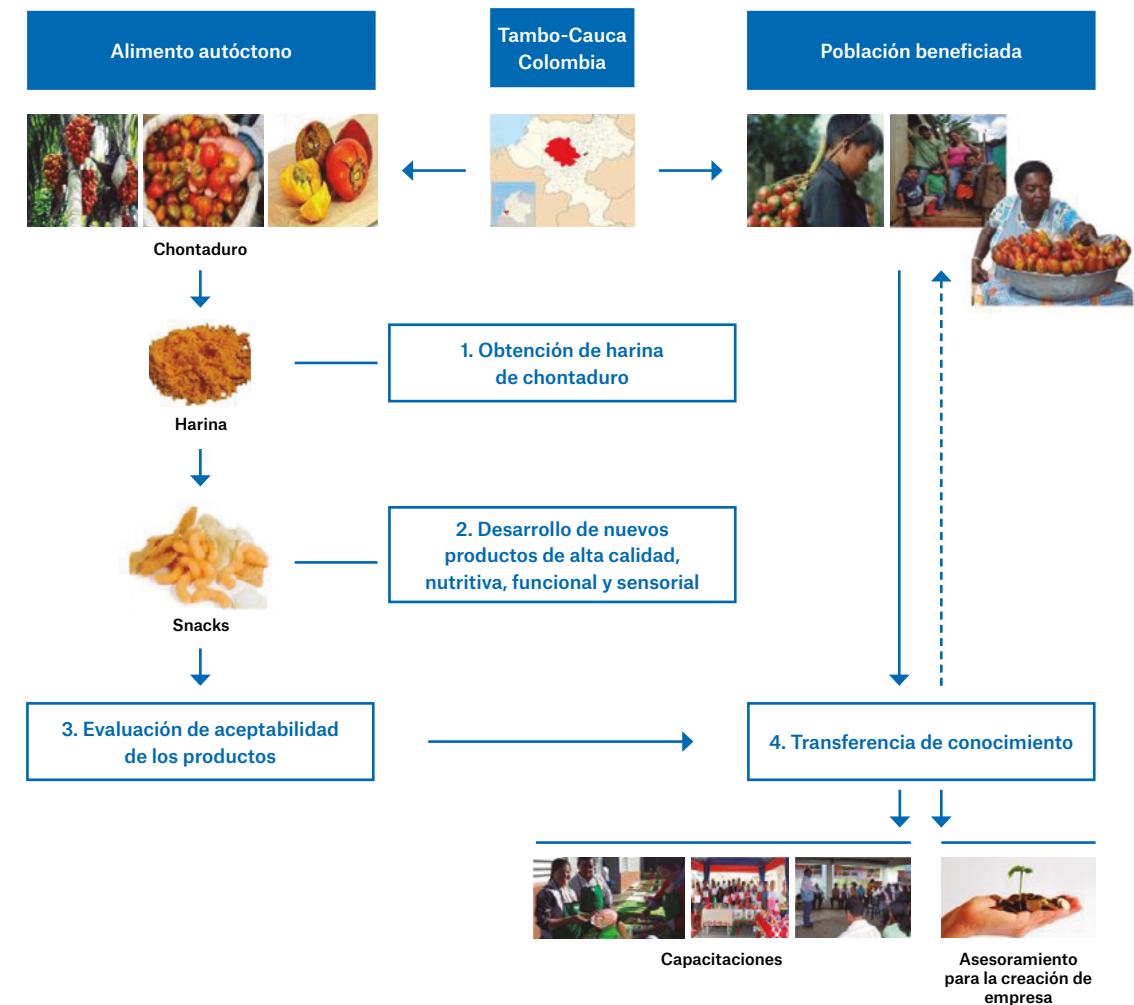 Alimento autóctono
Tambo-Cauca
Colombia
Población beneficiada
Chontaduro
1. Obtención de harina
de chontaduro
Harina
2. Desarrollo de nuevos
productos de alta calidad,
nutritiva, funcional y sensorial
Snacks
3. Evaluación de aceptabilidad
de los productos
4. Transferencia de conocimiento
Capacitaciones
Asesoramiento
para la creación de
empresa